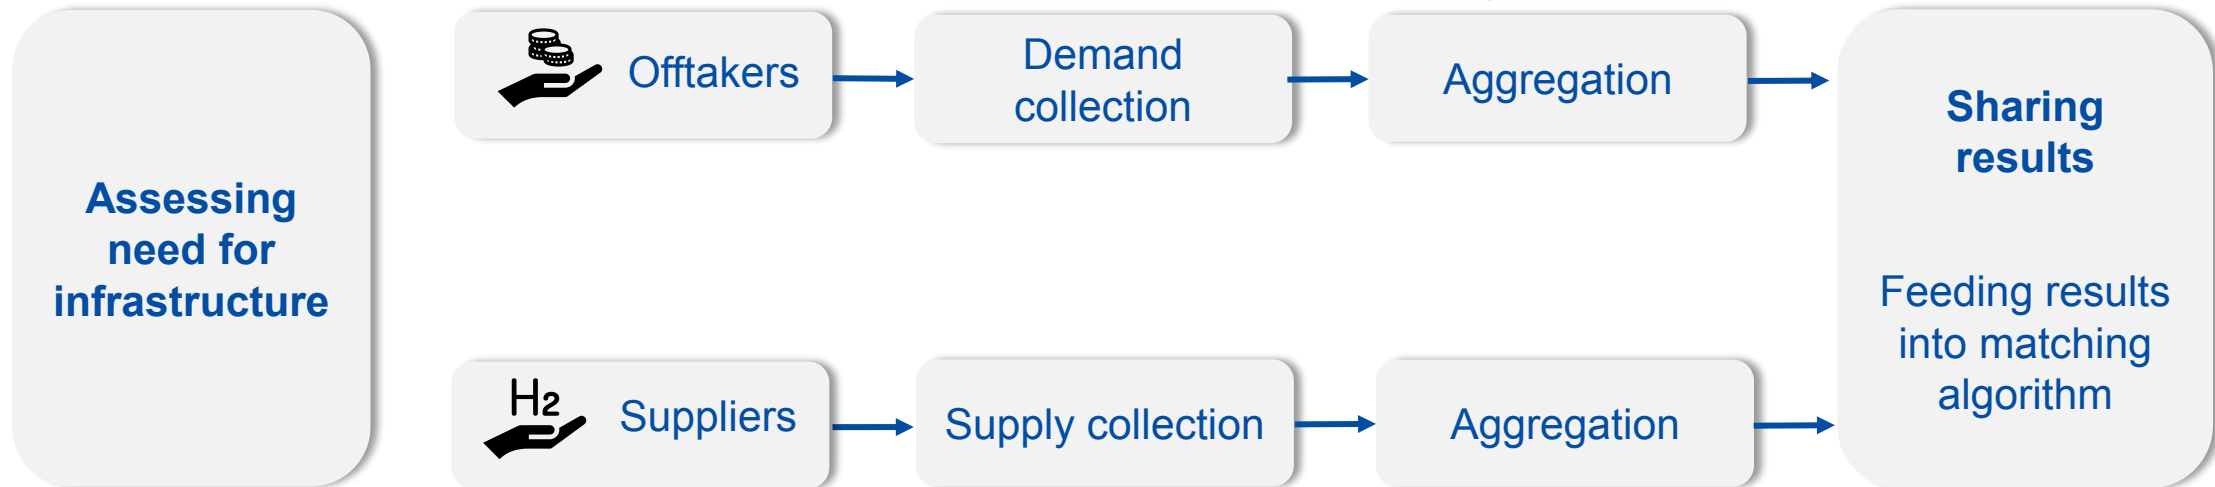 Assessing
need for
infrastructure
Offtakers
Demand
collection
Aggregation
H2
Suppliers
Supply collection
Aggregation
Sharing
results
Feeding results
into matching
algorithm